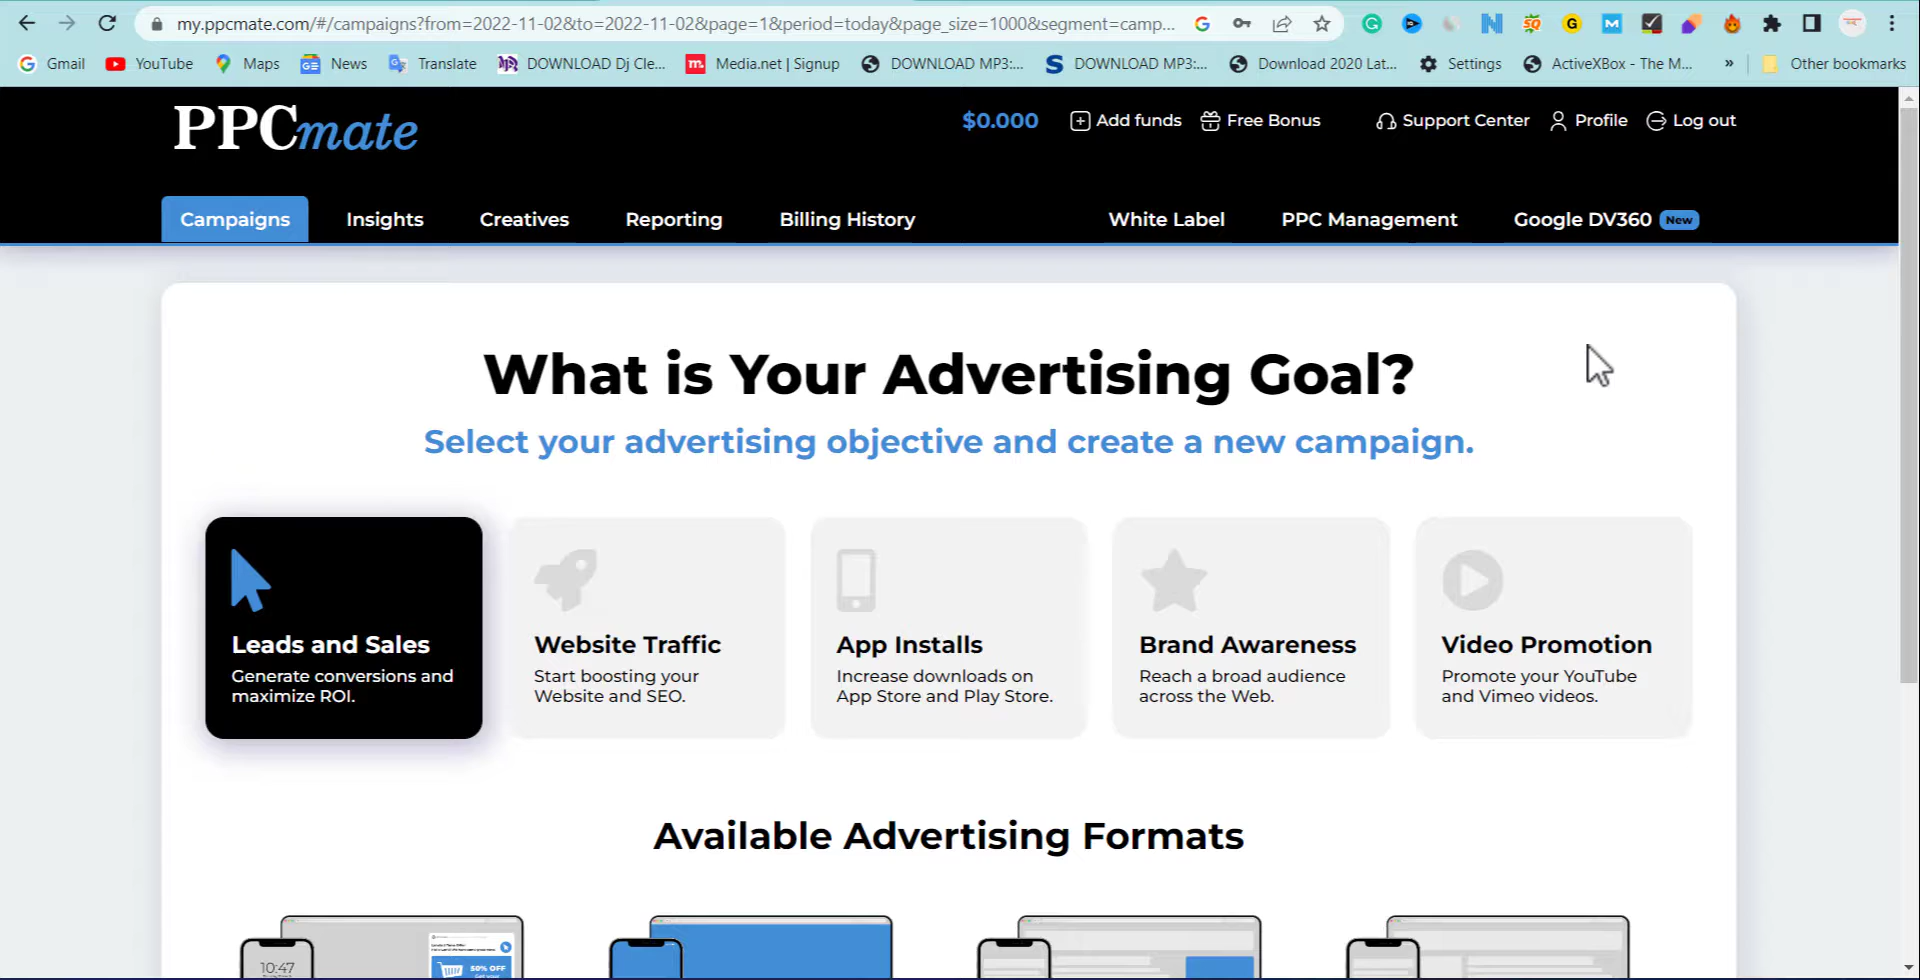 my.ppcmate.com/#/campaigns?from=2022-11-02&to=2022-11-02&page=1&period=today&page_size=1000&segment=camp...
Gmail YouTube Maps News Translate DOWNLOAD Dj Cle... Media.net | Signup DOWNLOAD MP3:... DOWNLOAD MP3:... Download 2020 Lat... Settings ActiveXBox - The M... » Other bookmarks
PPCmate
$0.000 Add funds Free Bonus Support Center Profile Log out
Campaigns Insights Creatives Reporting Billing History White Label PPC Management Google DV360 New
What is Your Advertising Goal?
Select your advertising objective and create a new campaign.
Leads and Sales
Generate conversions and
maximize ROI.
Website Traffic
Start boosting your
Website and SEO.
App Installs
Increase downloads on
App Store and Play Store.
Brand Awareness
Reach a broad audience
across the Web.
Video Promotion
Promote your YouTube
and Vimeo videos.
Available Advertising Formats
10:47
50% OFF